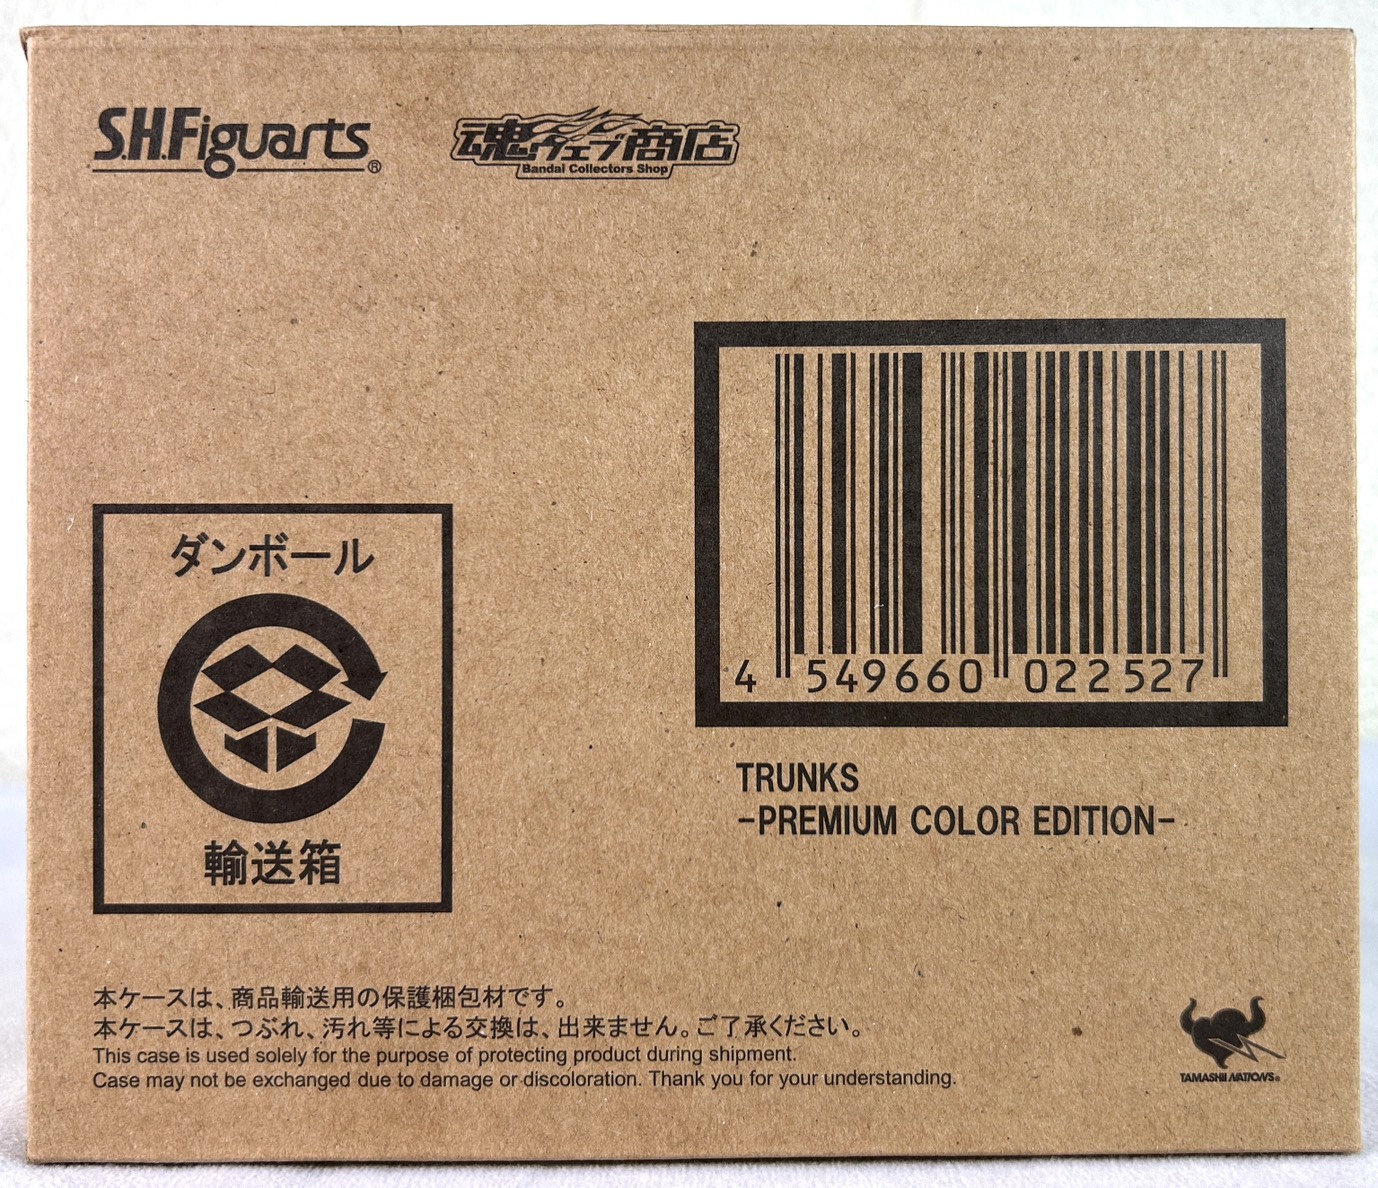 S.H.Figuarts®
魂ウェブ商店
Bandai Collectors Shop
4 549660 022527
TRUNKS
-PREMIUM COLOR EDITION-
ダンボール
輸送箱
本ケースは、商品輸送用の保護梱包材です。
本ケースは、つぶれ、汚れ等による交換は、出来ません。ご了承ください。
This case is used solely for the purpose of protecting product during shipment.
Case may not be exchanged due to damage or discoloration. Thank you for your understanding.
TAMASHII NATIONS®